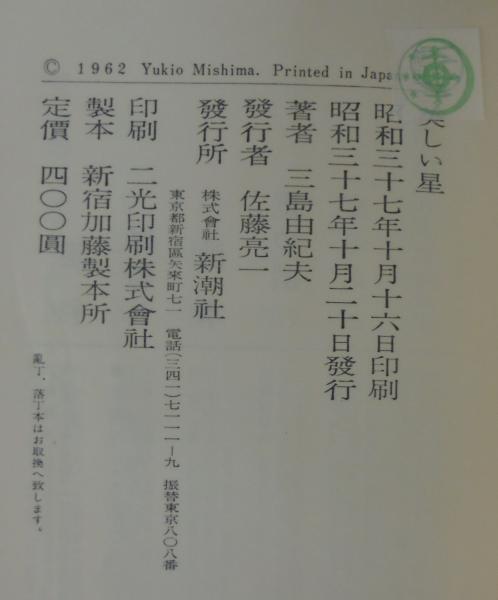 © 1962 Yukio Mishima. Printed in Japa
美しい星
昭和三十七年十月十六日印刷
昭和三十七年十月二十日發行
著者 三島由紀夫
發行者 佐藤亮一
發行所 株式會社 新潮社
東京都新宿區矢來町七一 電話(三四一)七一一一—九 振替東京八〇八番
印刷 二光印刷株式會社
製本 新宿加藤製本所
定價 四〇〇圓
亂丁、落丁本はお取換へ致します。